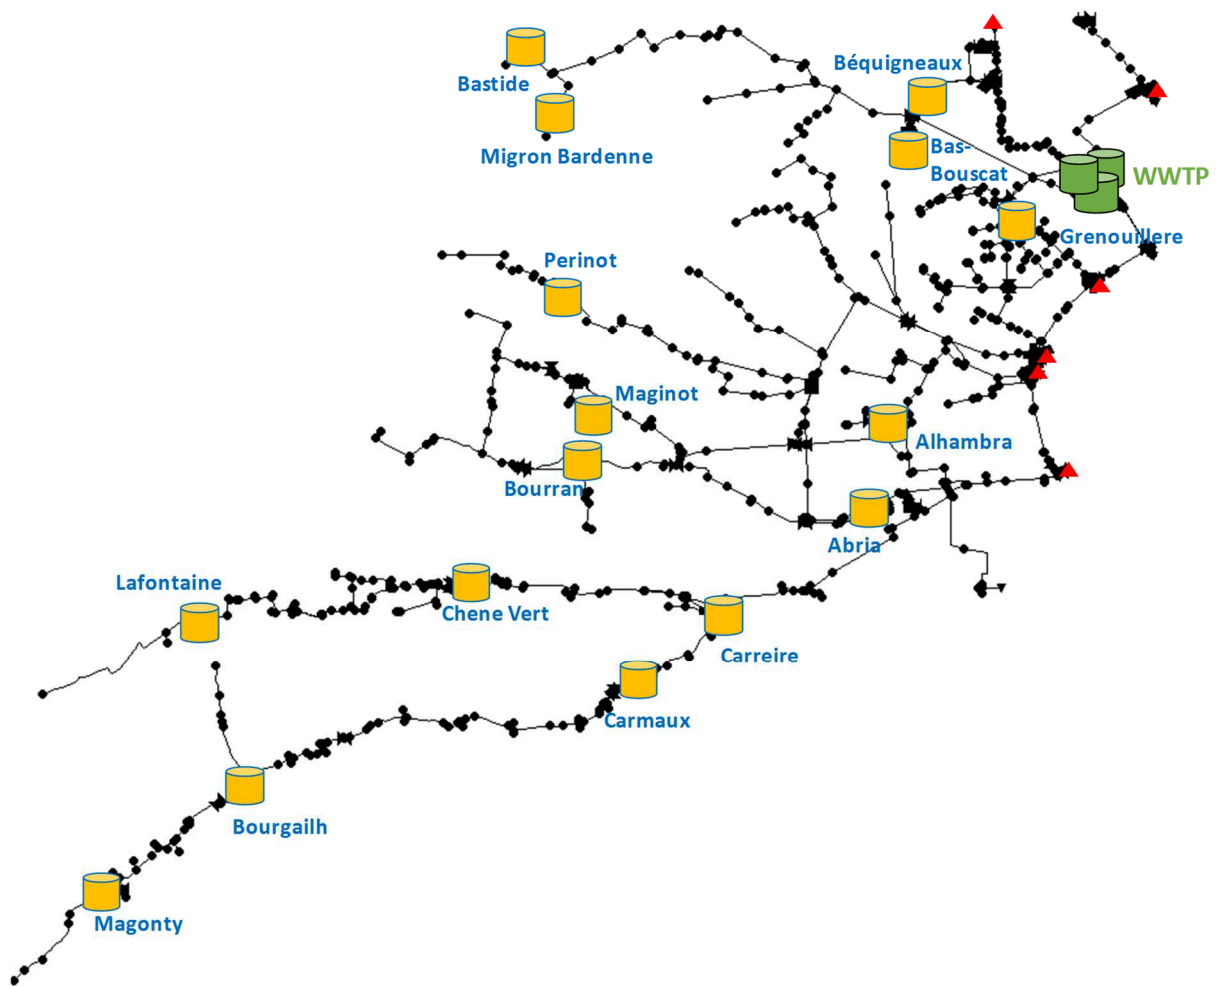 Béquigneaux
Bastide
Migron Bardenne
Bas-
Bouscat
WWTP
Grenouillere
Perinot
Maginot
Alhambra
Bourran
Abria
Lafontaine
Chene Vert
Carreire
Carmaux
Bourgailh
Magonty